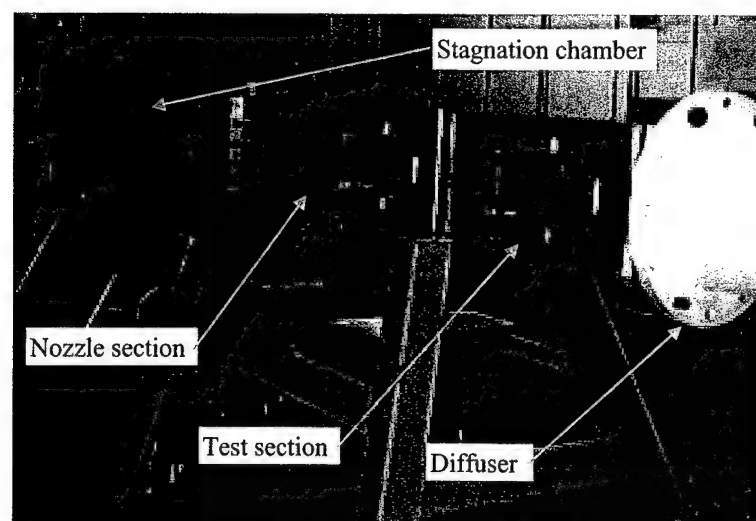 Stagnation chamber
Nozzle section
Test section
Diffuser